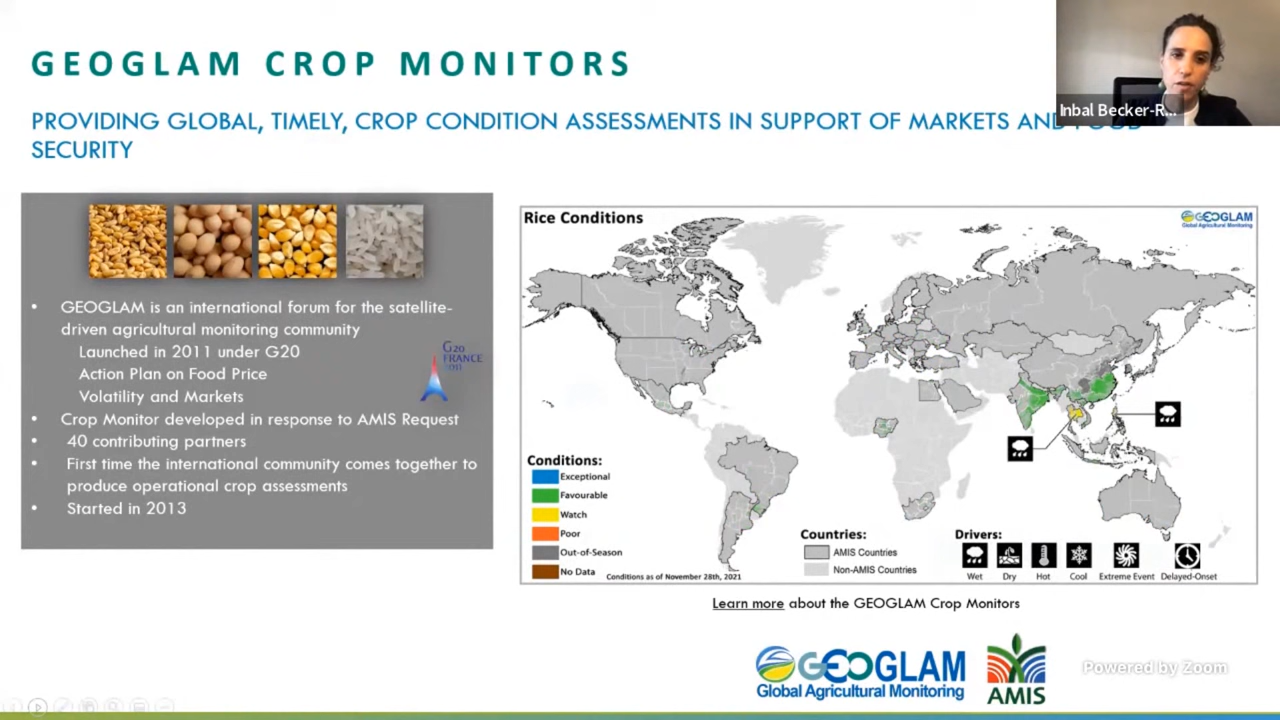 GEOGLAM CROP MONITORS
Inbal Becker-R...
PROVIDING GLOBAL, TIMELY, CROP CONDITION ASSESSMENTS IN SUPPORT OF MARKETS AND FOOD
SECURITY
• GEOGLAM is an international forum for the satellite-
driven agricultural monitoring community
Launched in 2011 under G20
Action Plan on Food Price
Volatility and Markets
G20
FRANCE
2011
• Crop Monitor developed in response to AMIS Request
• 40 contributing partners
• First time the international community comes together to
produce operational crop assessments
• Started in 2013
Rice Conditions
GEOGLAM
Global Agricultural Monitoring
Conditions:
Exceptional
Favourable
Watch
Poor
Out-of-Season
No Data
Conditions as of November 28th, 2021
Countries:
AMIS Countries
Non-AMIS Countries
Drivers:
Wet Dry Hot Cool Extreme Event Delayed-Onset
Learn more about the GEOGLAM Crop Monitors
GEOGLAM
Global Agricultural Monitoring
AMIS
Powered by Zoom